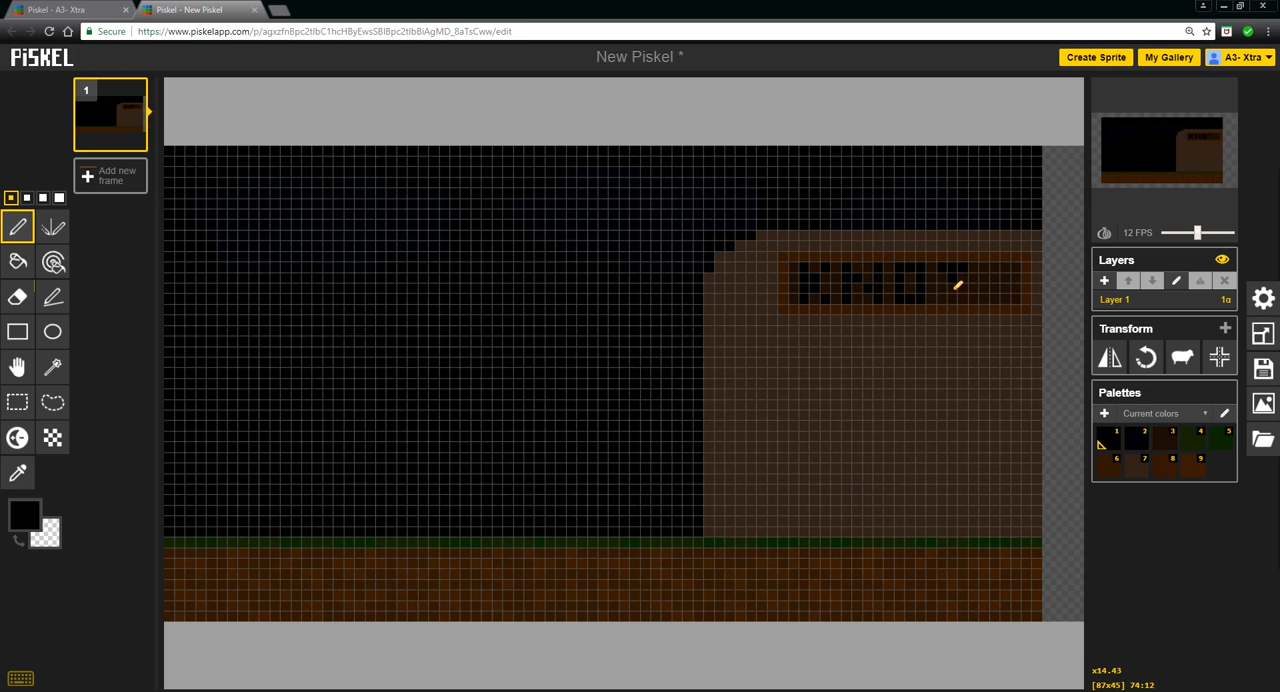 Piskel - A3- Xtra
Piskel - New Piskel
Secure
https://www.piskelapp.com/p/agxzfnBpc2tlbC1hcHByEwsSBlBpc2tlbBiAgMD_8aTsCww/edit
PiSKEL
New Piskel *
Create Sprite
My Gallery
A3- Xtra
1
Add new
frame
KNOT
12 FPS
Layers
Layer 1
1α
Transform
Palettes
Current colors
1 2 3 4 5
6 7 8 9
x14.43
[87x45] 74:12